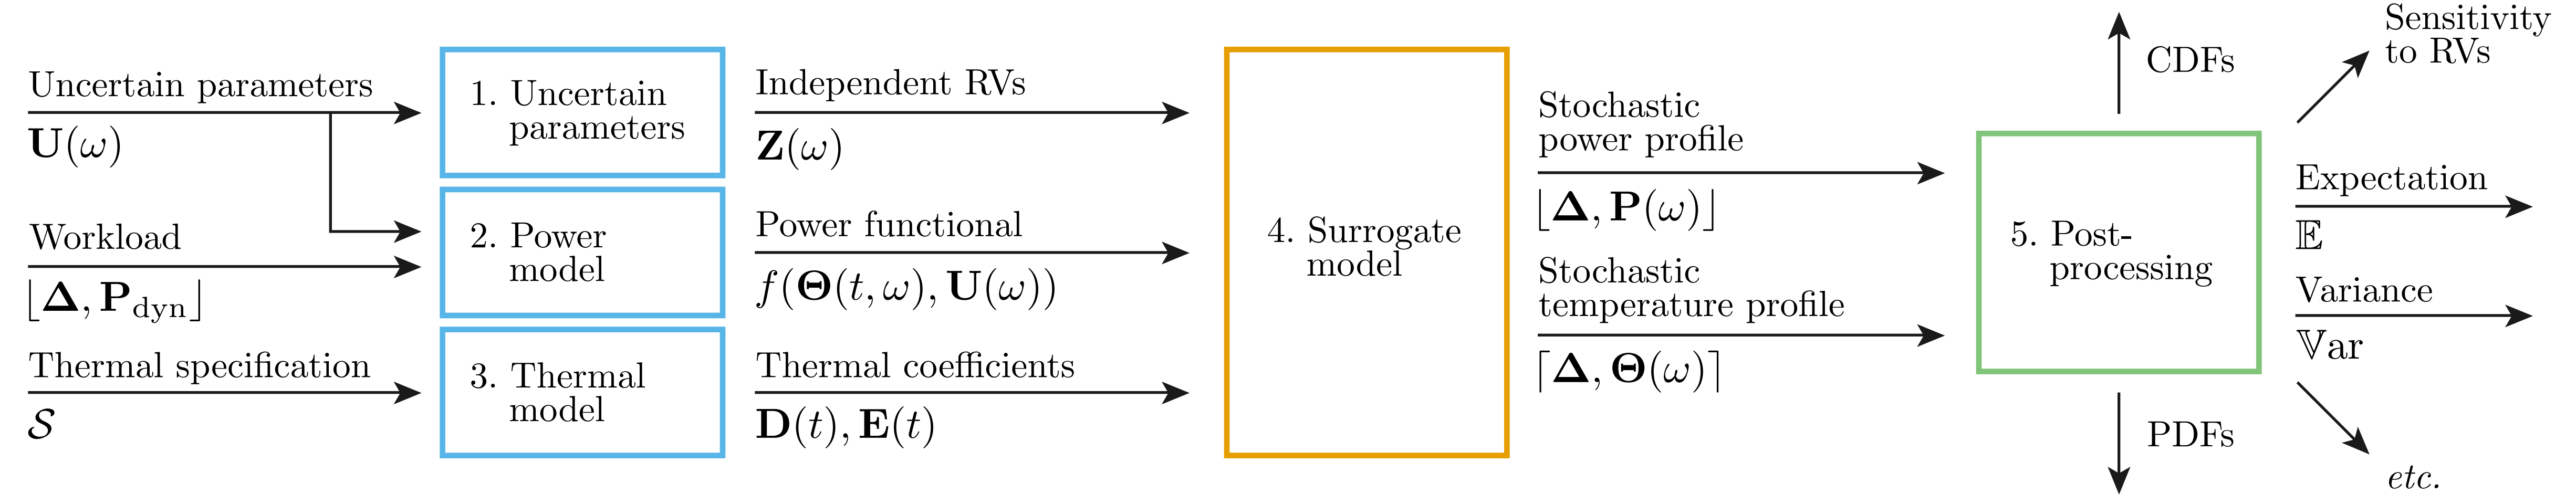 Uncertain parameters
U(ω)
Workload
⌊Δ, P_dyn⌋
Thermal specification
𝒮
1. Uncertain
parameters
2. Power
model
3. Thermal
model
Independent RVs
Z(ω)
Power functional
f(Θ(t, ω), U(ω))
Thermal coefficients
D(t), E(t)
4. Surrogate
model
Stochastic
power profile
⌊Δ, P(ω)⌋
Stochastic
temperature profile
⌈Δ, Θ(ω)⌉
5. Post-
processing
CDFs
Sensitivity
to RVs
Expectation
𝔼
Variance
𝕍ar
PDFs
etc.